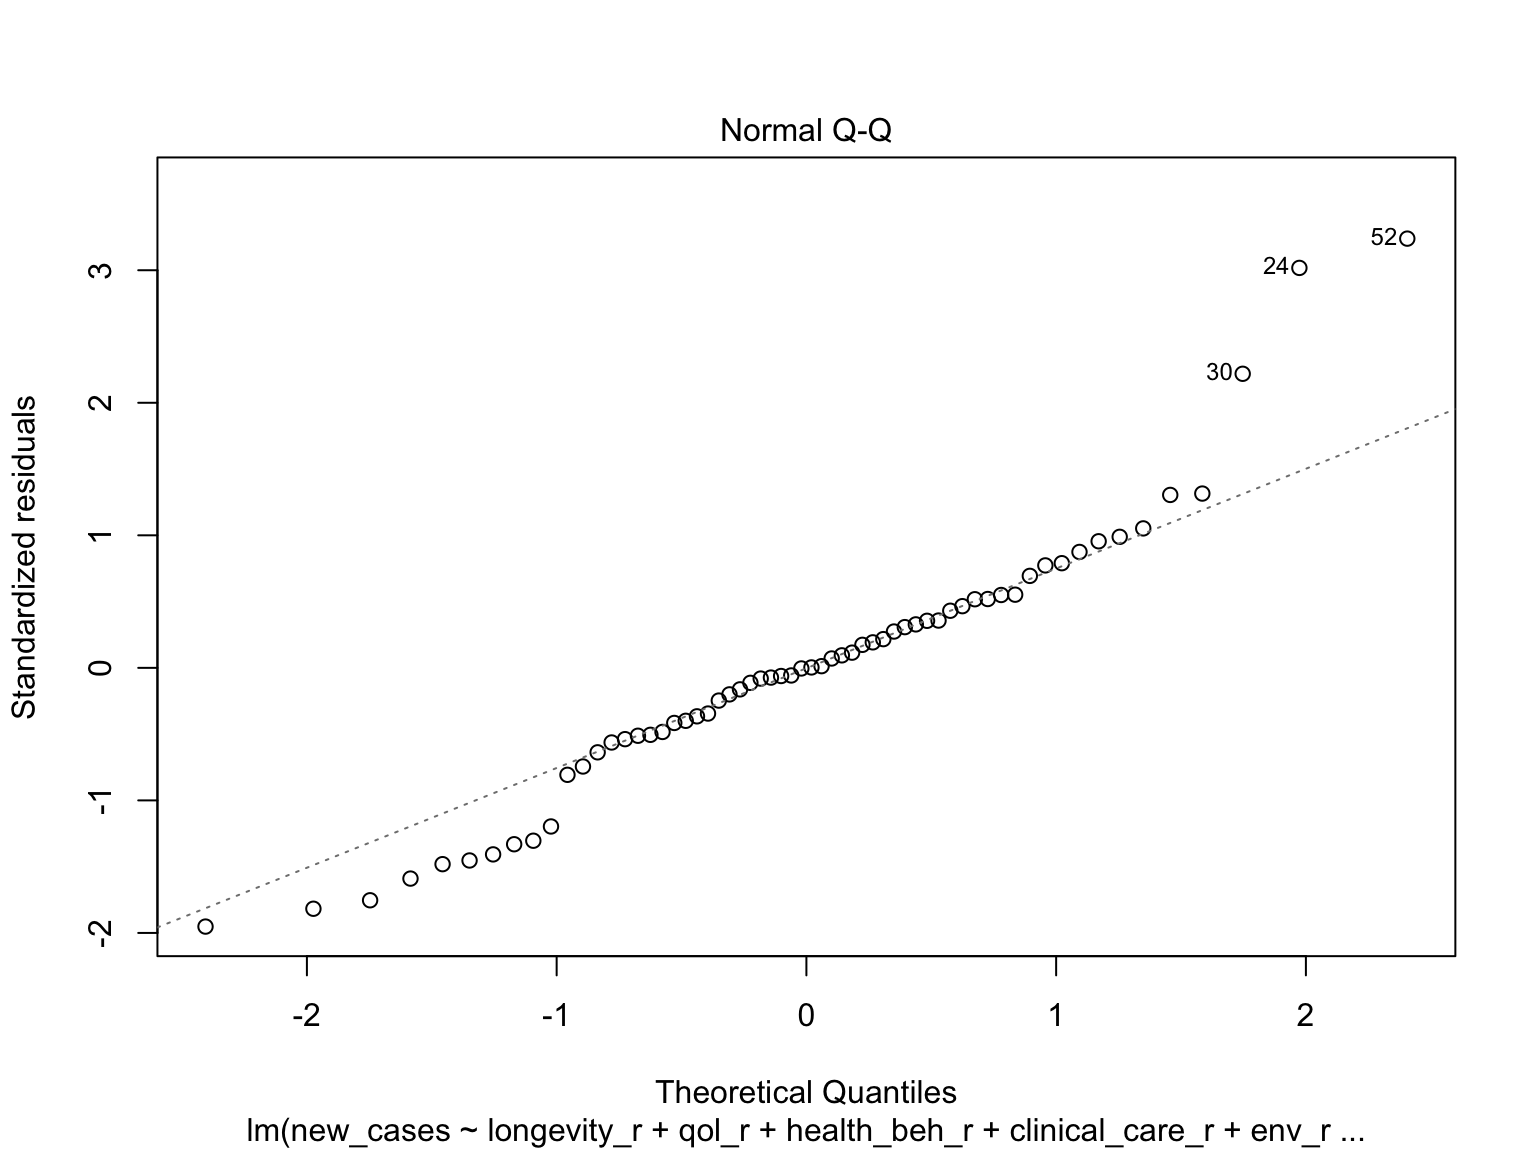 Normal Q-Q
52
24
30
Standardized residuals
3
2
1
0
-1
-2
-2 -1 0 1 2
Theoretical Quantiles
lm(new_cases ~ longevity_r + qol_r + health_beh_r + clinical_care_r + env_r ...